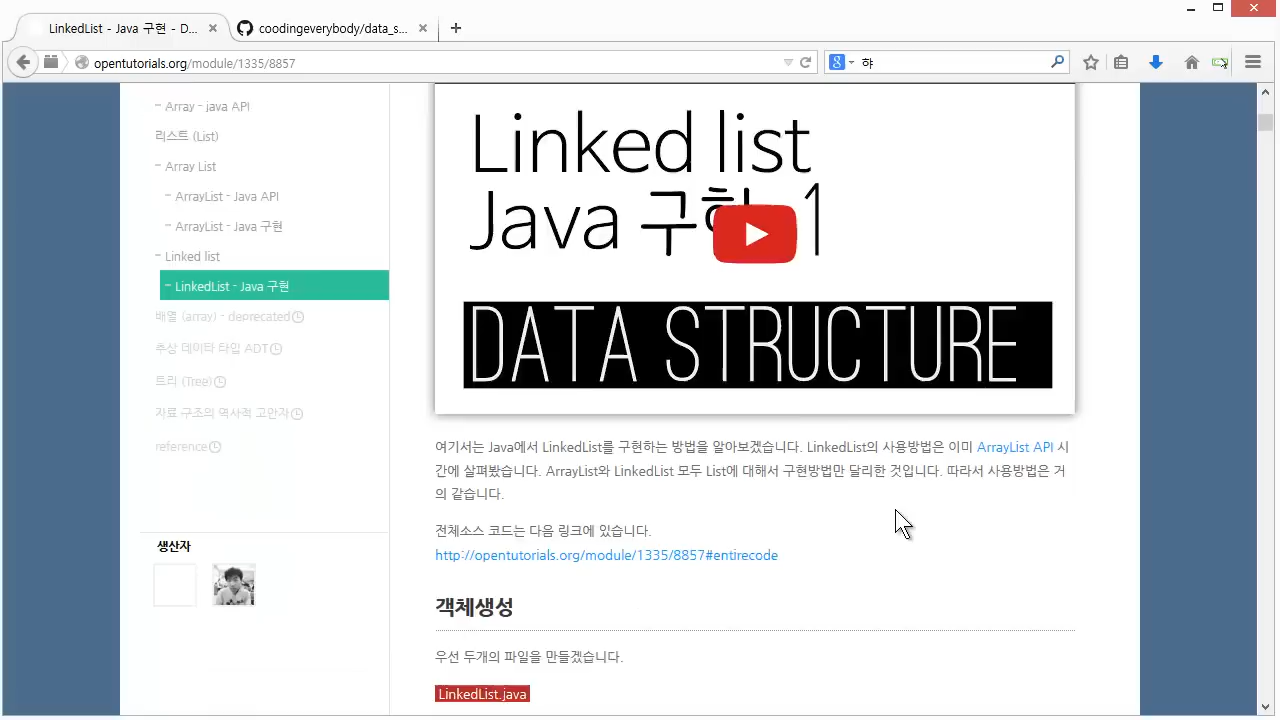 LinkedList - Java 구현 - D...
coodingeverybody/data_s...
opentutorials.org/module/1335/8857
햐
Array - java API
리스트 (List)
Array List
ArrayList - Java API
ArrayList - Java 구현
Linked list
LinkedList - Java 구현
배열 (array) - deprecated
추상 데이타 타입 ADT
트리 (Tree)
자료 구조의 역사적 고안자
reference
생산자
Linked list
Java 구현 1
DATA STRUCTURE
여기서는 Java에서 LinkedList를 구현하는 방법을 알아보겠습니다. LinkedList의 사용방법은 이미 ArrayList API 시
간에 살펴봤습니다. ArrayList와 LinkedList 모두 List에 대해서 구현방법만 달리한 것입니다. 따라서 사용방법은 거
의 같습니다.
전체소스 코드는 다음 링크에 있습니다.
http://opentutorials.org/module/1335/8857#entirecode
객체생성
우선 두개의 파일을 만들겠습니다.
LinkedList.java